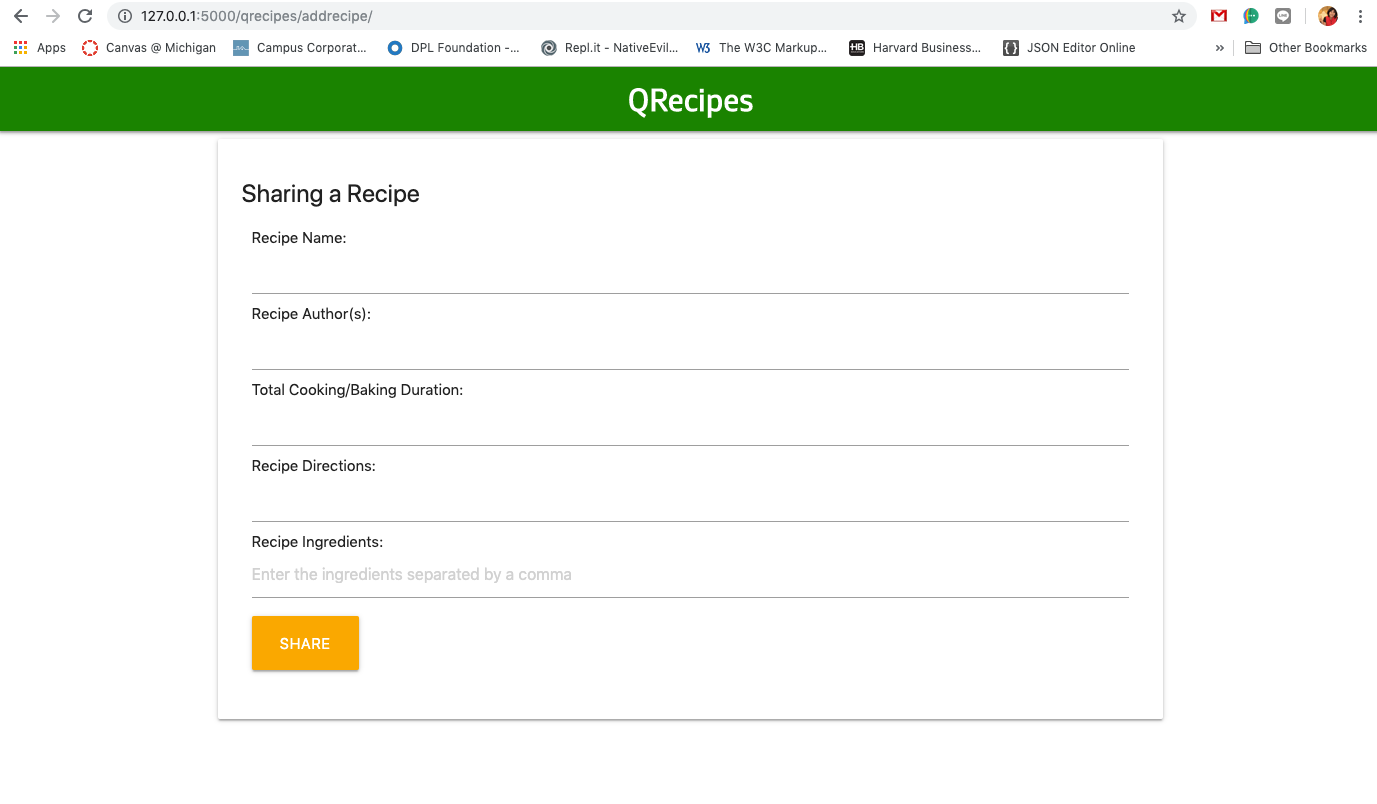 127.0.0.1:5000/qrecipes/addrecipe/
Apps Canvas @ Michigan Campus Corporat... DPL Foundation -... Repl.it - NativeEvil... W3 The W3C Markup... HB Harvard Business... {} JSON Editor Online » Other Bookmarks
QRecipes
Sharing a Recipe
Recipe Name:
Recipe Author(s):
Total Cooking/Baking Duration:
Recipe Directions:
Recipe Ingredients:
Enter the ingredients separated by a comma
SHARE